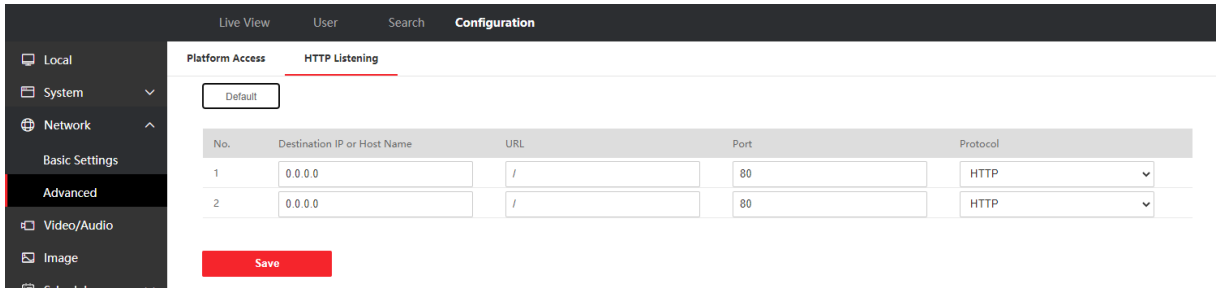 Live View User Search Configuration
Local
System
Network
Basic Settings
Advanced
Video/Audio
Image
Platform Access HTTP Listening
Default
No. Destination IP or Host Name URL Port Protocol
1 0.0.0.0 / 80 HTTP
2 0.0.0.0 / 80 HTTP
Save